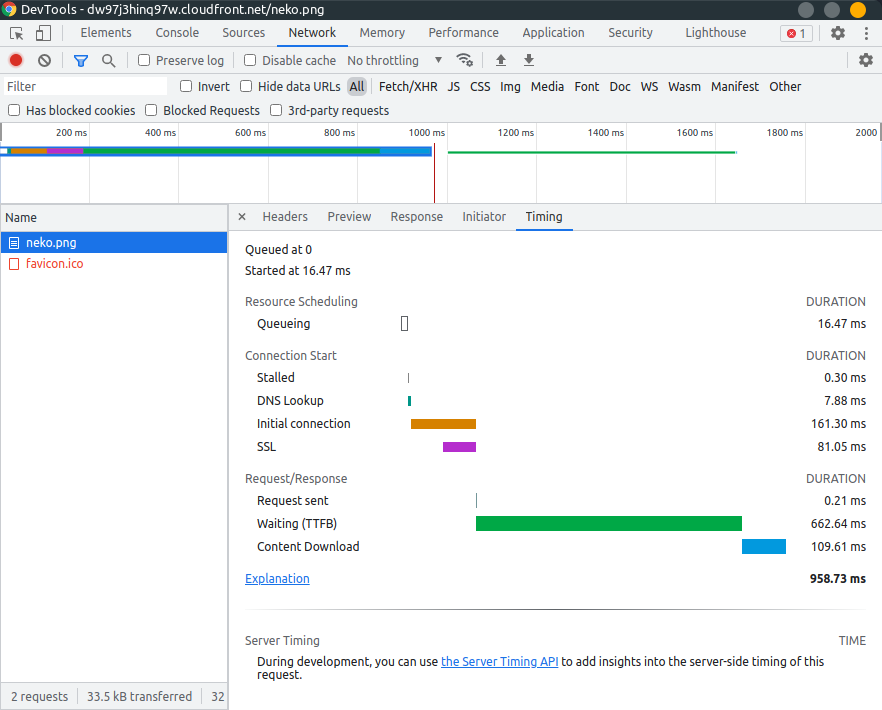 DevTools - dw97j3hinq97w.cloudfront.net/neko.png
Elements Console Sources Network Memory Performance Application Security Lighthouse 1
Preserve log Disable cache No throttling
Filter Invert Hide data URLs All Fetch/XHR JS CSS Img Media Font Doc WS Wasm Manifest Other
Has blocked cookies Blocked Requests 3rd-party requests
200 ms 400 ms 600 ms 800 ms 1000 ms 1200 ms 1400 ms 1600 ms 1800 ms 2000
Name
neko.png
favicon.ico
2 requests 33.5 kB transferred 32
× Headers Preview Response Initiator Timing
Queued at 0
Started at 16.47 ms
Resource Scheduling DURATION
Queueing 16.47 ms
Connection Start DURATION
Stalled 0.30 ms
DNS Lookup 7.88 ms
Initial connection 161.30 ms
SSL 81.05 ms
Request/Response DURATION
Request sent 0.21 ms
Waiting (TTFB) 662.64 ms
Content Download 109.61 ms
Explanation 958.73 ms
Server Timing TIME
During development, you can use the Server Timing API to add insights into the server-side timing of this
request.